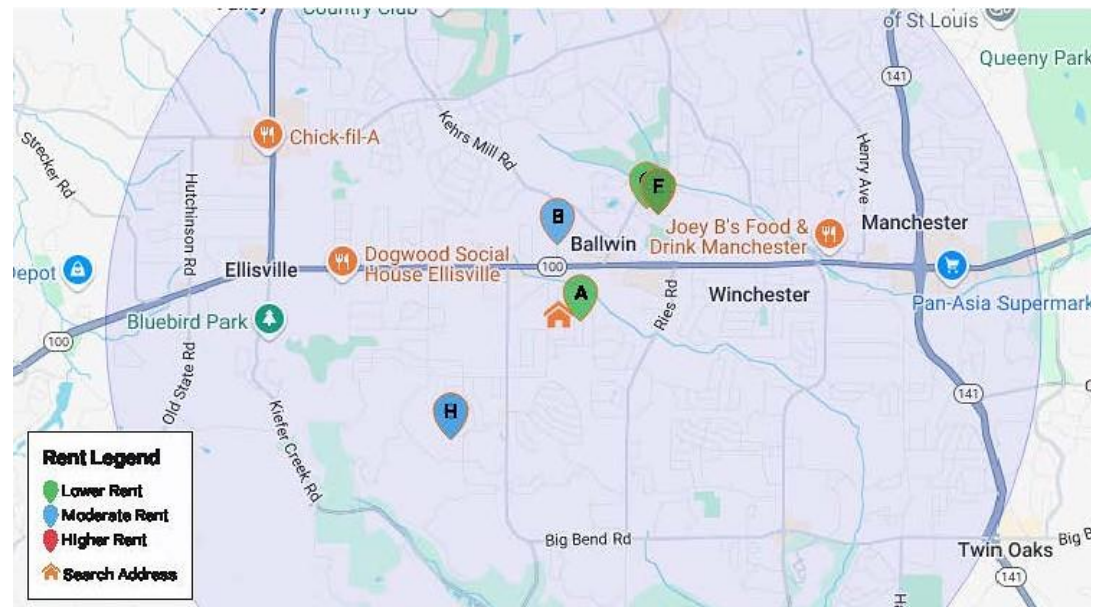 Country Club
of St Louis
Queeny Park
141
Chick-fil-A
Kehrs Mill Rd
Strecker Rd
Henry Ave
Hutchinson Rd
F
B
Joey B's Food &
Drink Manchester
Manchester
Ballwin
Dogwood Social
House Ellisville
Ellisville
100
Depot
A
Winchester
Pan-Asia Supermark
Bluebird Park
Ries Rd
100
Old State Rd
141
H
Kiefer Creek Rd
Rent Legend
Lower Rent
Moderate Rent
Higher Rent
Search Address
Big Bend Rd
Twin Oaks
Big B
141